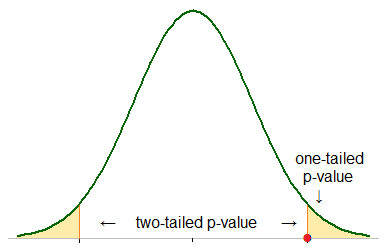 one-tailed
p-value
↓
← two-tailed p-value →